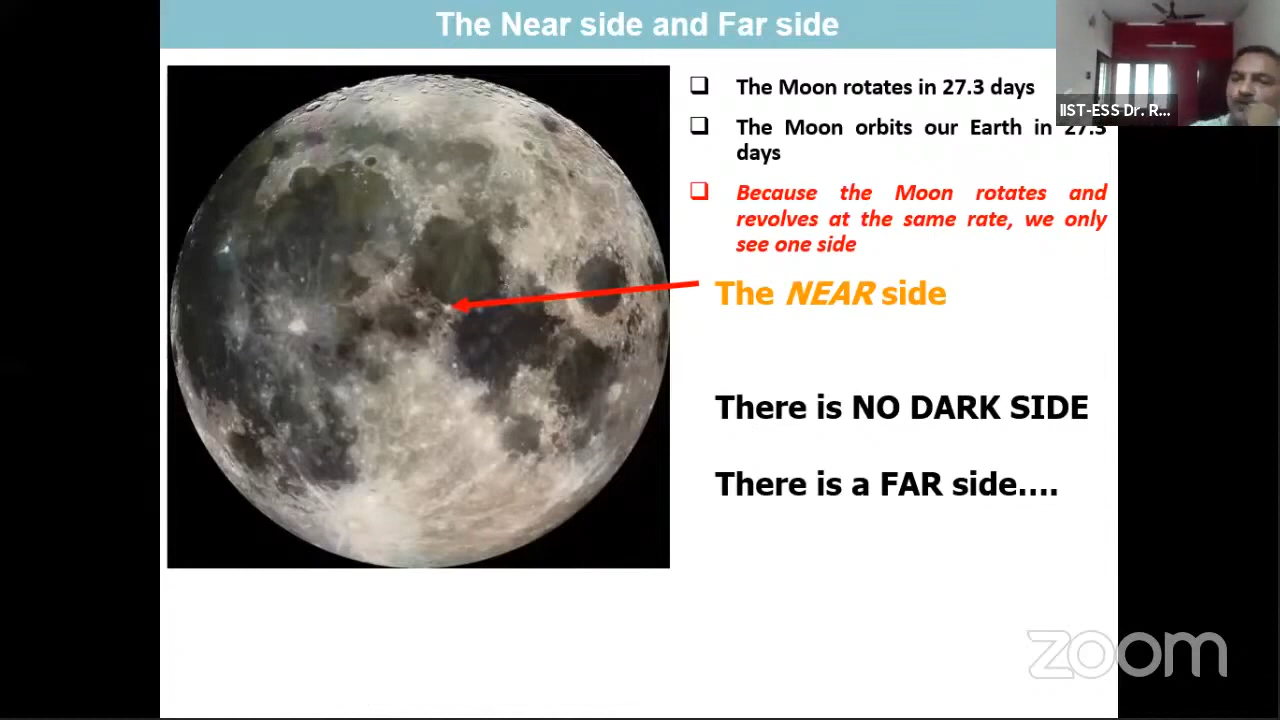 The Near side and Far side
❑ The Moon rotates in 27.3 days
IIST-ESS Dr. R...
❑ The Moon orbits our Earth in 27.3
days
❑ Because the Moon rotates and
revolves at the same rate, we only
see one side
The NEAR side
There is NO DARK SIDE
There is a FAR side....
zoom